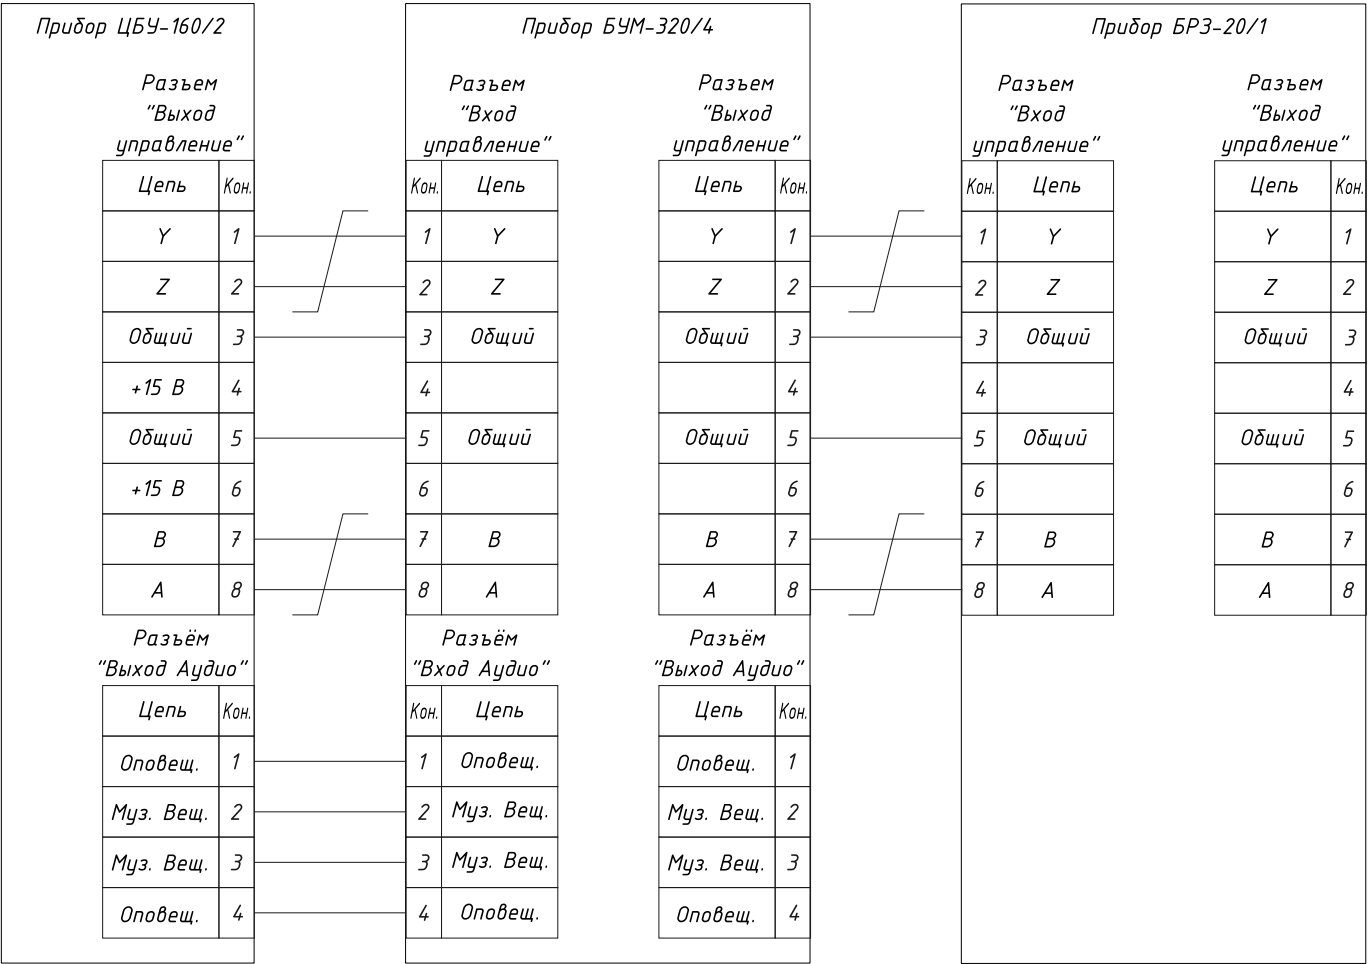 Прибор ЦБУ-160/2
Разъем
"Выход
управление"
Цепь Кон.
Y 1
Z 2
Общий 3
+15 В 4
Общий 5
+15 В 6
B 7
A 8
Разъём
"Выход Аудио"
Цепь Кон.
Оповещ. 1
Муз. Вещ. 2
Муз. Вещ. 3
Оповещ. 4
Прибор БУМ-320/4
Разъем
"Вход
управление"
Кон. Цепь
1 Y
2 Z
3 Общий
4
5 Общий
6
7 B
8 A
Разъём
"Вход Аудио"
Кон. Цепь
1 Оповещ.
2 Муз. Вещ.
3 Муз. Вещ.
4 Оповещ.
Разъем
"Выход
управление"
Цепь Кон.
Y 1
Z 2
Общий 3
4
Общий 5
6
B 7
A 8
Разъём
"Выход Аудио"
Цепь Кон.
Оповещ. 1
Муз. Вещ. 2
Муз. Вещ. 3
Оповещ. 4
Прибор БРЗ-20/1
Разъем
"Вход
управление"
Кон. Цепь
1 Y
2 Z
3 Общий
4
5 Общий
6
7 B
8 A
Разъем
"Выход
управление"
Цепь Кон.
Y 1
Z 2
Общий 3
4
Общий 5
6
B 7
A 8